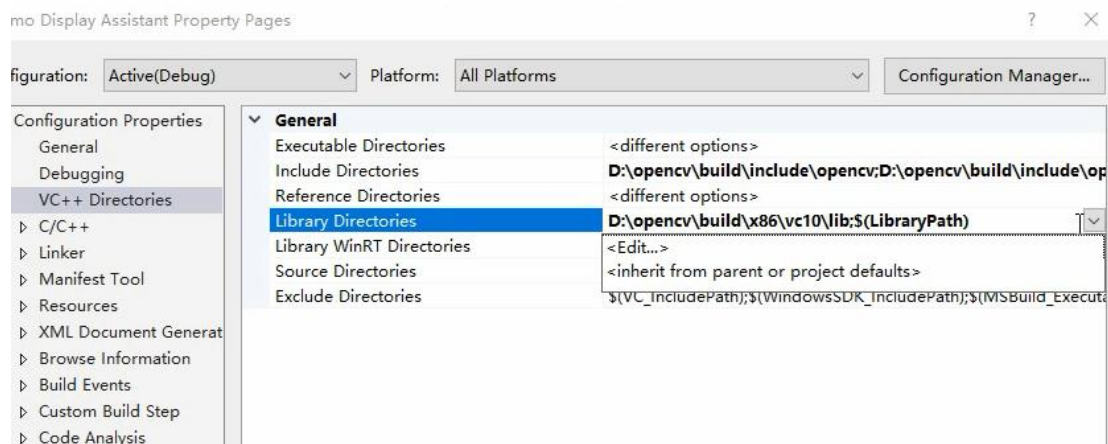 mo Display Assistant Property Pages ? ×
figuration: Active(Debug) Platform: All Platforms Configuration Manager...
Configuration Properties
General
Debugging
VC++ Directories
C/C++
Linker
Manifest Tool
Resources
XML Document Generat
Browse Information
Build Events
Custom Build Step
Code Analysis
General
Executable Directories <different options>
Include Directories D:\opencv\build\include\opencv;D:\opencv\build\include\op
Reference Directories <different options>
Library Directories D:\opencv\build\x86\vc10\lib;$(LibraryPath)
Library WinRT Directories <Edit...>
Source Directories <inherit from parent or project defaults>
Exclude Directories $(VC_IncludePath);$(WindowsSDK_IncludePath);$(MSBuild_Executa